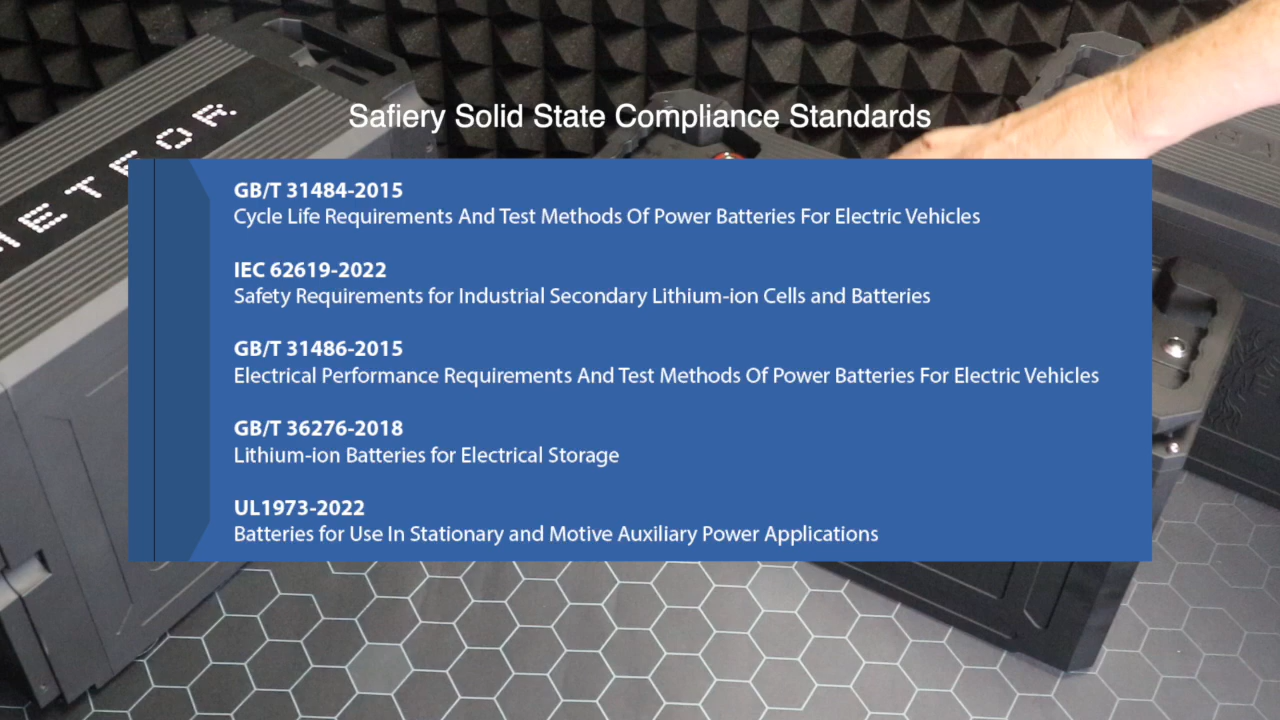 Safiery Solid State Compliance Standards
METEOR
GB/T 31484-2015
Cycle Life Requirements And Test Methods Of Power Batteries For Electric Vehicles
IEC 62619-2022
Safety Requirements for Industrial Secondary Lithium-ion Cells and Batteries
GB/T 31486-2015
Electrical Performance Requirements And Test Methods Of Power Batteries For Electric Vehicles
GB/T 36276-2018
Lithium-ion Batteries for Electrical Storage
UL1973-2022
Batteries for Use In Stationary and Motive Auxiliary Power Applications